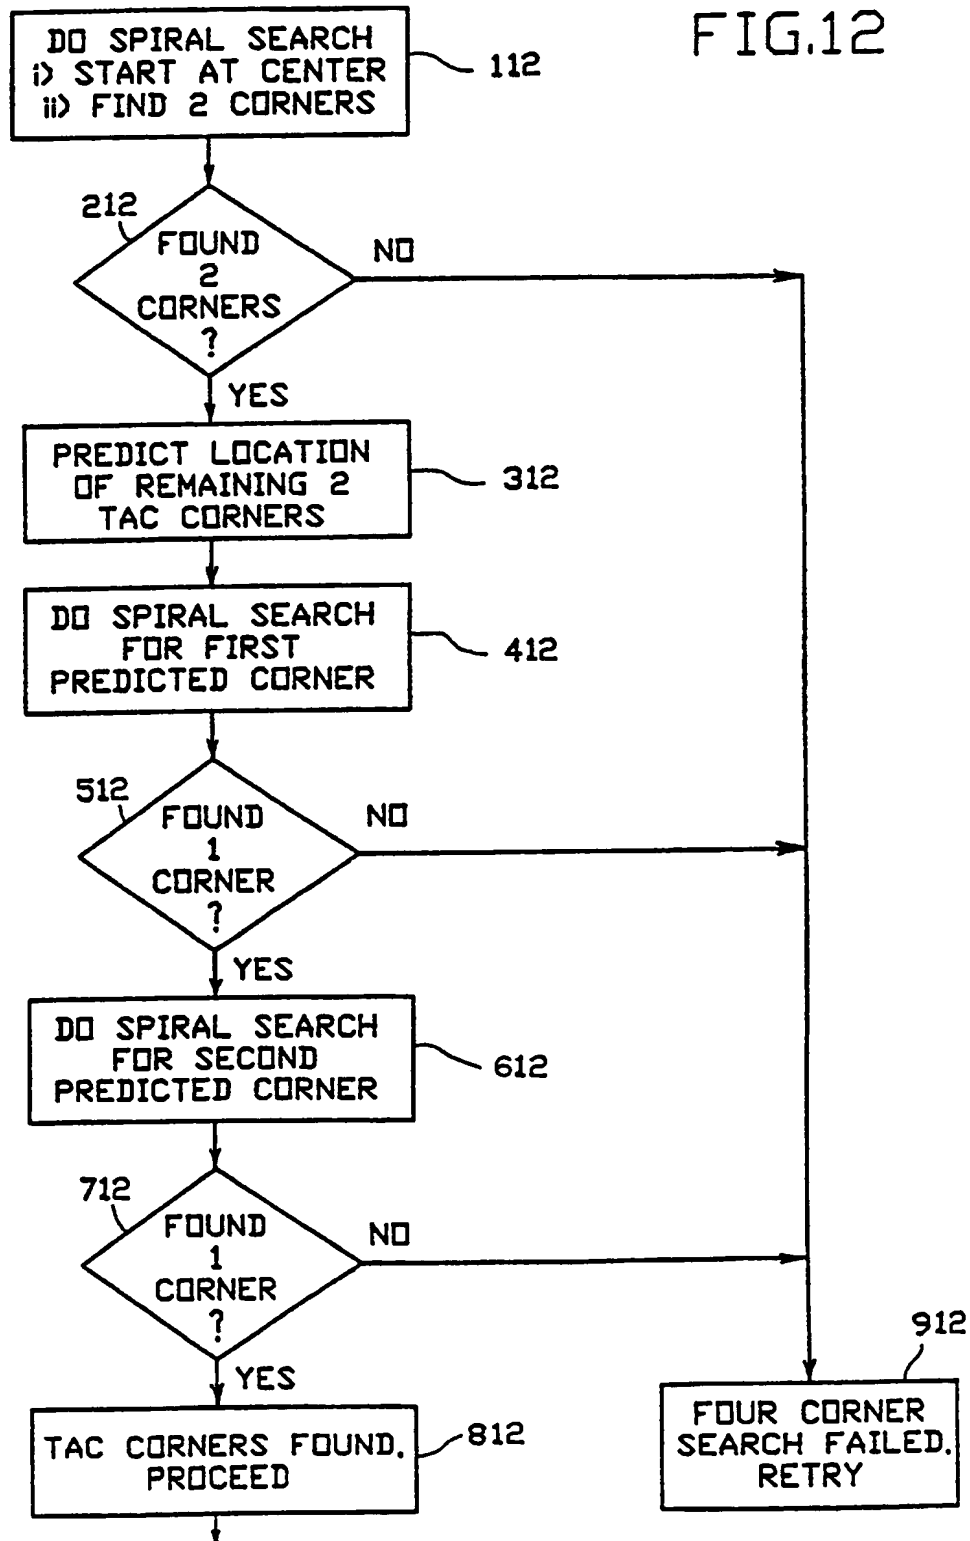 FIG.12
DO SPIRAL SEARCH
i) START AT CENTER
ii) FIND 2 CORNERS
112
212
FOUND
2
CORNERS
?
NO
YES
PREDICT LOCATION
OF REMAINING 2
TAC CORNERS
312
DO SPIRAL SEARCH
FOR FIRST
PREDICTED CORNER
412
512
FOUND
1
CORNER
?
NO
YES
DO SPIRAL SEARCH
FOR SECOND
PREDICTED CORNER
612
712
FOUND
1
CORNER
?
NO
YES
TAC CORNERS FOUND.
PROCEED
812
912
FOUR CORNER
SEARCH FAILED.
RETRY